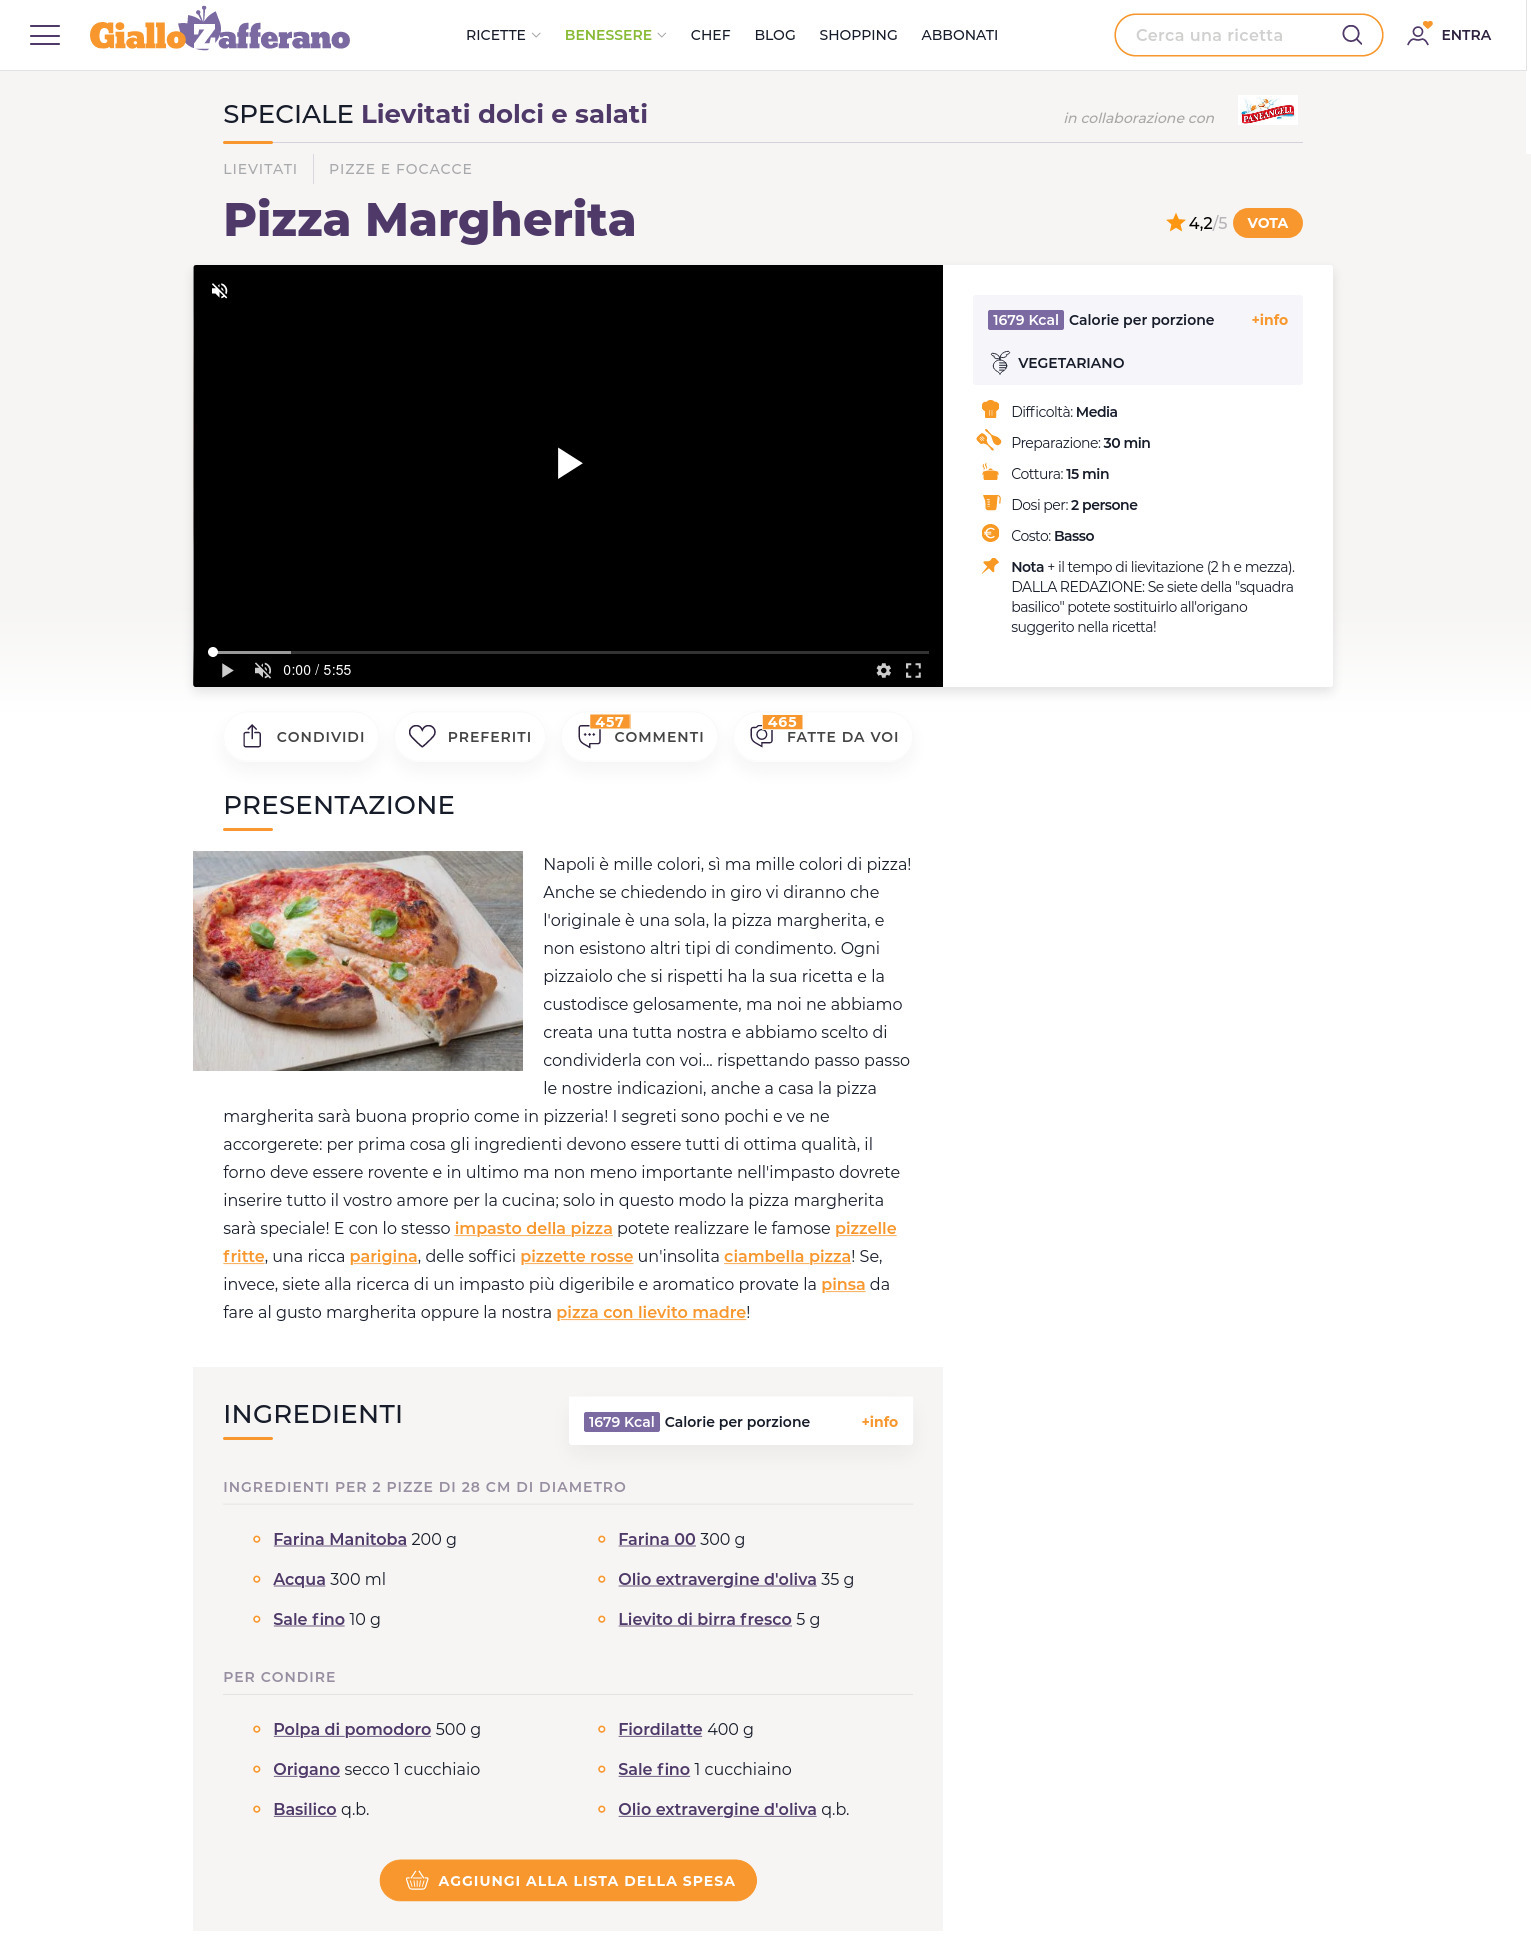 GialloZafferano
RICETTE
BENESSERE
CHEF
BLOG
SHOPPING
ABBONATI
Cerca una ricetta
ENTRA
SPECIALE Lievitati dolci e salati
in collaborazione con
PANEANGELI
LIEVITATI
PIZZE E FOCACCE
Pizza Margherita
4,2/5
VOTA
1679 Kcal Calorie per porzione
+info
VEGETARIANO
Difficoltà: Media
Preparazione: 30 min
Cottura: 15 min
Dosi per: 2 persone
Costo: Basso
Nota + il tempo di lievitazione (2 h e mezza).
DALLA REDAZIONE: Se siete della "squadra
basilico" potete sostituirlo all'origano
suggerito nella ricetta!
0:00 / 5:55
CONDIVIDI
PREFERITI
457
COMMENTI
465
FATTE DA VOI
PRESENTAZIONE
Napoli è mille colori, sì ma mille colori di pizza!
Anche se chiedendo in giro vi diranno che
l'originale è una sola, la pizza margherita, e
non esistono altri tipi di condimento. Ogni
pizzaiolo che si rispetti ha la sua ricetta e la
custodisce gelosamente, ma noi ne abbiamo
creata una tutta nostra e abbiamo scelto di
condividerla con voi... rispettando passo passo
le nostre indicazioni, anche a casa la pizza
margherita sarà buona proprio come in pizzeria! I segreti sono pochi e ve ne
accorgerete: per prima cosa gli ingredienti devono essere tutti di ottima qualità, il
forno deve essere rovente e in ultimo ma non meno importante nell'impasto dovrete
inserire tutto il vostro amore per la cucina; solo in questo modo la pizza margherita
sarà speciale! E con lo stesso impasto della pizza potete realizzare le famose pizzelle
fritte, una ricca parigina, delle soffici pizzette rosse un'insolita ciambella pizza! Se,
invece, siete alla ricerca di un impasto più digeribile e aromatico provate la pinsa da
fare al gusto margherita oppure la nostra pizza con lievito madre!
INGREDIENTI
1679 Kcal Calorie per porzione
+info
INGREDIENTI PER 2 PIZZE DI 28 CM DI DIAMETRO
Farina Manitoba 200 g
Farina 00 300 g
Acqua 300 ml
Olio extravergine d'oliva 35 g
Sale fino 10 g
Lievito di birra fresco 5 g
PER CONDIRE
Polpa di pomodoro 500 g
Fiordilatte 400 g
Origano secco 1 cucchiaio
Sale fino 1 cucchiaino
Basilico q.b.
Olio extravergine d'oliva q.b.
AGGIUNGI ALLA LISTA DELLA SPESA